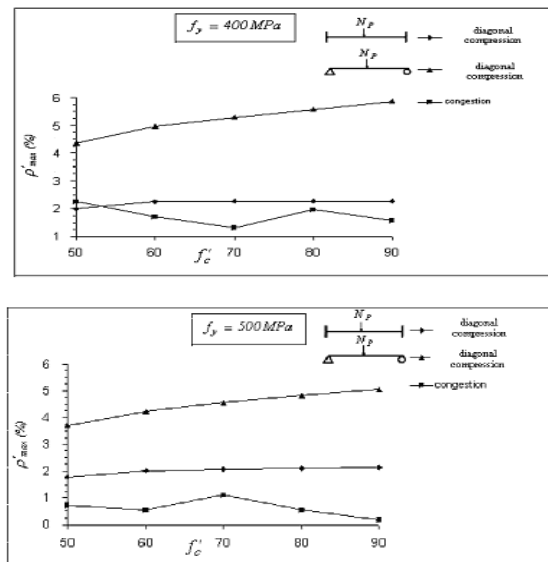 f_y = 400 MPa
N_P
diagonal compression
N_P
diagonal compression
congestion
ρ'_max (%)
6
5
4
3
2
1
50 60 70 80 90
f'_c
f_y = 500 MPa
N_P
diagonal compression
N_P
diagonal compression
congestion
ρ'_max (%)
6
5
4
3
2
1
0
50 60 70 80 90
f'_c